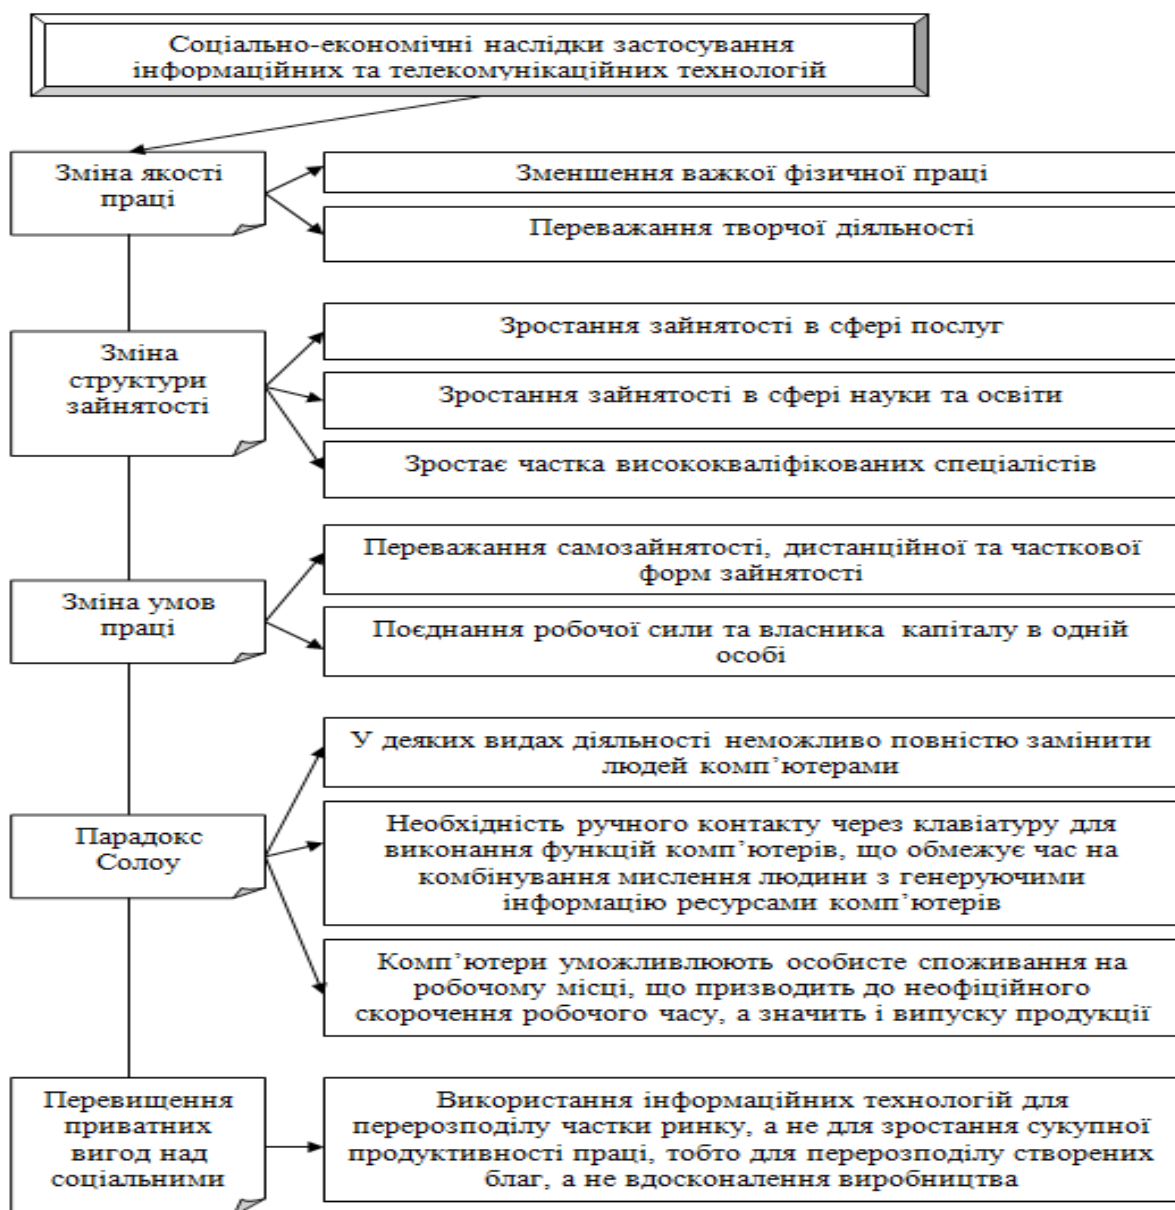 Соціально-економічні наслідки застосування
інформаційних та телекомунікаційних технологій
Зміна якості
праці
Зменшення важкої фізичної праці
Переважання творчої діяльності
Зміна
структури
зайнятості
Зростання зайнятості в сфері послуг
Зростання зайнятості в сфері науки та освіти
Зростає частка висококваліфікованих спеціалістів
Зміна умов
праці
Переважання самозайнятості, дистанційної та часткової
форм зайнятості
Поєднання робочої сили та власника капіталу в одній
особі
Парадокс
Солоу
У деяких видах діяльності неможливо повністю замінити
людей комп’ютерами
Необхідність ручного контакту через клавіатуру для
виконання функцій комп’ютерів, що обмежує час на
комбінування мислення людини з генеруючими
інформацію ресурсами комп’ютерів
Комп’ютери уможливлюють особисте споживання на
робочому місці, що призводить до неофіційного
скорочення робочого часу, а значить і випуску продукції
Перевищення
приватних
вигод над
соціальними
Використання інформаційних технологій для
перерозподілу частки ринку, а не для зростання сукупної
продуктивності праці, тобто для перерозподілу створених
благ, а не вдосконалення виробництва